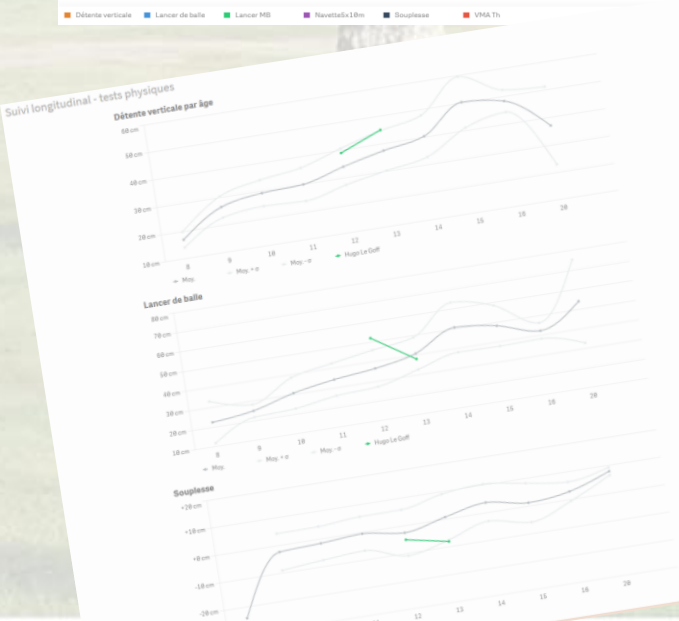 Détente verticale Lancer de balle Lancer MB Navette5x10m Souplesse VMA Th
Suivi longitudinal - tests physiques
Détente verticale par âge
60 cm
50 cm
40 cm
30 cm
20 cm
10 cm
8 9 10 11 12 13 14 16 18 20
Moy. Moy. + σ Moy. - σ Hugo Le Goff
Lancer de balle
80 cm
70 cm
60 cm
50 cm
40 cm
30 cm
20 cm
10 cm
8 9 10 11 12 13 14 16 18 20
Moy. Moy. + σ Moy. - σ Hugo Le Goff
Souplesse
+20 cm
+10 cm
+0 cm
-10 cm
-20 cm
12 13 14 16 18 20